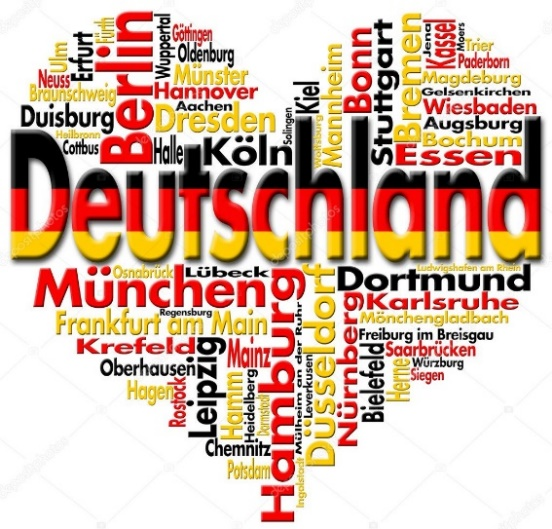 Ulm
Erfurt
Fürth
Berlin
Wuppertal
Göttingen
Oldenburg
Neuss
Münster
Braunschweig
Hannover
Duisburg
Aachen
Dresden
Heilbronn
Cottbus
Halle
Köln
Solingen
Kiel
Wolfsburg
Mannheim
Bonn
Stuttgart
Bremen
Jena
Kassel
Moers
Trier
Paderborn
Magdeburg
Gelsenkirchen
Wiesbaden
Augsburg
Bochum
Essen
Deutschland
Osnabrück
Lübeck
München
Regensburg
Frankfurt am Main
Krefeld
Oberhausen
Hagen
Rostock
Leipzig
Mainz
Hamm
Heidelberg
Darmstadt
Chemnitz
Potsdam
Hamburg
Ingolstadt
Mülheim an der Ruhr
Leverkusen
Düsseldorf
Ludwigshafen am Rhein
Dortmund
Nürnberg
Karlsruhe
Mönchengladbach
Freiburg im Breisgau
Bielefeld
Saarbrücken
Herne
Würzburg
Siegen